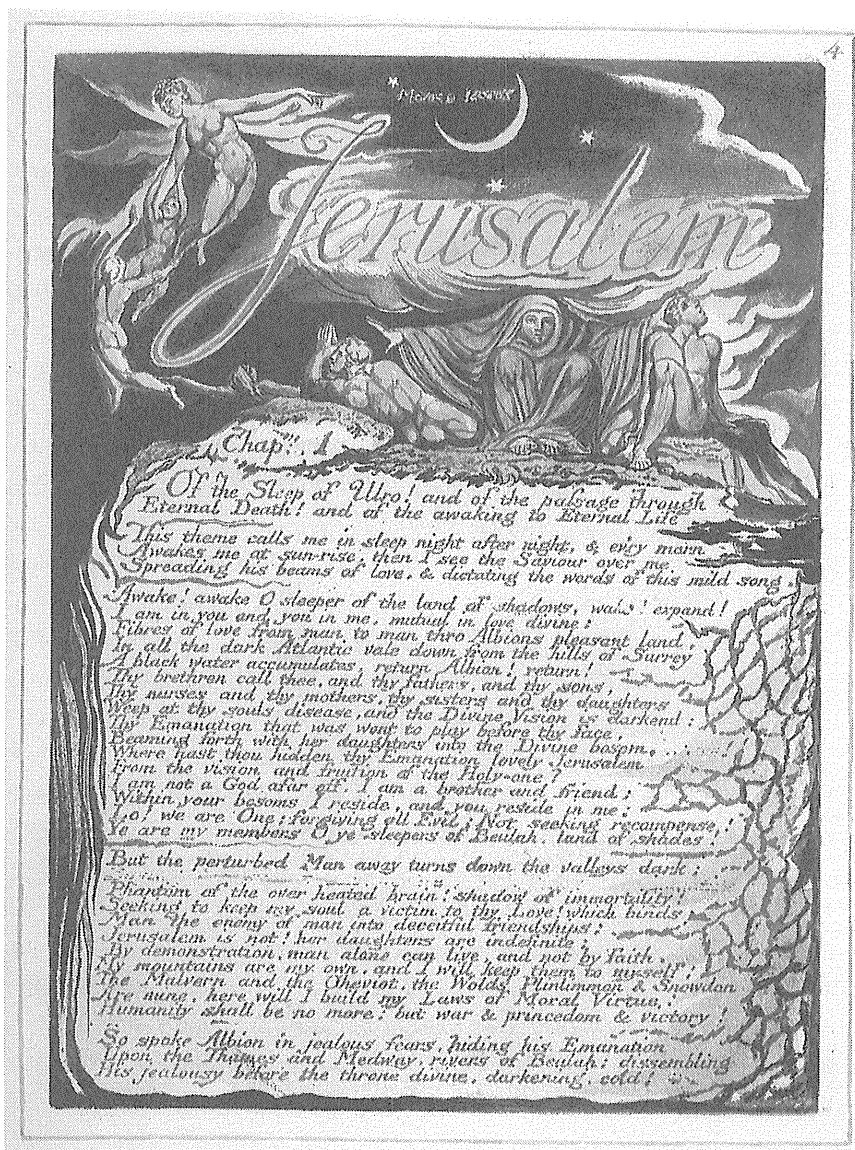 4
Jerusalem
Chap: 1
Of the Sleep of Ulro! and of the passage through
Eternal Death! and of the awaking to Eternal Life
This theme calls me in sleep night after night, & ev'ry morn
Awakes me at sun-rise, then I see the Saviour over me
Spreading his beams of love, & dictating the words of this mild song.
Awake! awake O sleeper of the land of shadows, wake! expand!
I am in you and you in me, mutual in love divine:
Fibres of love from man to man thro Albions pleasant land.
In all the dark Atlantic vale down from the hills of Surrey
A black water accumulates, return Albion! return!
Thy brethren call thee, and thy fathers, and thy sons,
Thy nurses and thy mothers, thy sisters and thy daughters
Weep at thy souls disease, and the Divine Vision is darkend:
Thy Emanation that was wont to play before thy face,
Beaming forth with her daughters into the Divine bosom
Where hast thou hidden thy Emanation lovely Jerusalem
From the vision and fruition of the Holy-one?
I am not a God afar off, I am a brother and friend;
Within your bosoms I reside, and you reside in me:
Lo! we are One; forgiving all Evil; Not seeking recompense!
Ye are my members O ye sleepers of Beulah, land of shades!
But the perturbed Man away turns down the valleys dark;
Phantom of the over heated brain! shadow of immortality!
Seeking to keep my soul a victim to thy Love! which binds
Man the enemy of man into deceitful friendships:
Jerusalem is not! her daughters are indefinite:
By demonstration, man alone can live, and not by faith.
My mountains are my own, and I will keep them to myself:
The Malvern and the Cheviot, the Wolds Plinlimmon & Snowdon
Are mine, here will I build my Laws of Moral Virtue,
Humanity shall be no more: but war & princedom & victory!
So spoke Albion in jealous fears, hiding his Emanation
Upon the Thames and Medway, rivers of Beulah: dissembling
His jealousy before the throne divine, darkening, cold!